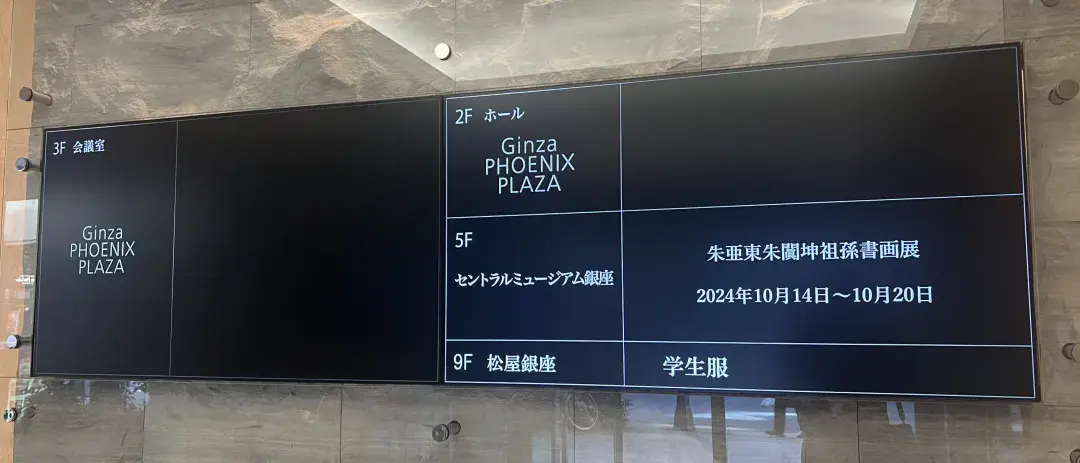 3F 会議室
Ginza
PHOENIX
PLAZA
2F ホール
Ginza
PHOENIX
PLAZA
5F
セントラルミュージアム銀座
朱亜東朱闐坤祖孫書画展
2024年10月14日～10月20日
9F 松屋銀座
学生服